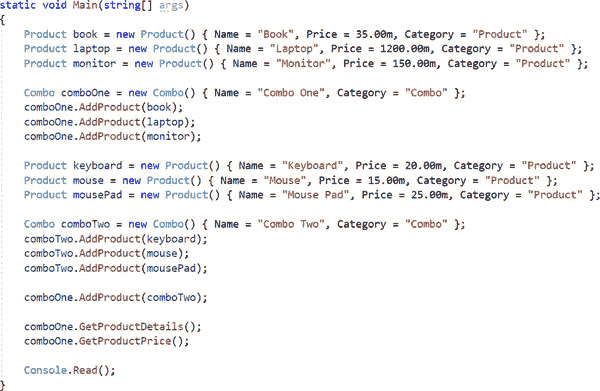 static void Main(string[] args)
{
Product book = new Product() { Name = "Book", Price = 35.00m, Category = "Product" };
Product laptop = new Product() { Name = "Laptop", Price = 1200.00m, Category = "Product" };
Product monitor = new Product() { Name = "Monitor", Price = 150.00m, Category = "Product" };
Combo comboOne = new Combo() { Name = "Combo One", Category = "Combo" };
comboOne.AddProduct(book);
comboOne.AddProduct(laptop);
comboOne.AddProduct(monitor);
Product keyboard = new Product() { Name = "Keyboard", Price = 20.00m, Category = "Product" };
Product mouse = new Product() { Name = "Mouse", Price = 15.00m, Category = "Product" };
Product mousePad = new Product() { Name = "Mouse Pad", Price = 25.00m, Category = "Product" };
Combo comboTwo = new Combo() { Name = "Combo Two", Category = "Combo" };
comboTwo.AddProduct(keyboard);
comboTwo.AddProduct(mouse);
comboTwo.AddProduct(mousePad);
comboOne.AddProduct(comboTwo);
comboOne.GetProductDetails();
comboOne.GetProductPrice();
Console.Read();
}